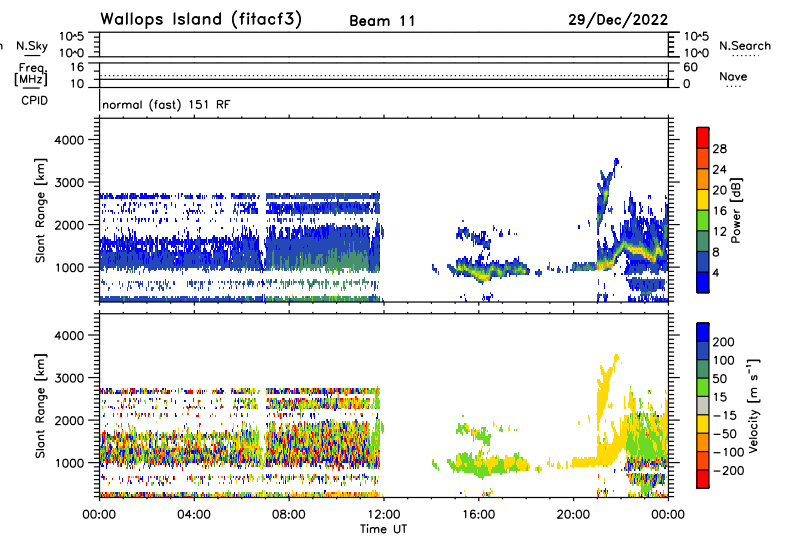 Wallops Island (fitacf3) Beam 11 29/Dec/2022
n N.Sky 10^5 10^5 N.Search
10^0 10^0
Freq. 16 60
[MHz] 10 0 Nave
CPID normal (fast) 151 RF
4000
3000
2000
1000
Slant Range [km]
28
24
20
16
12
8
4
Power [dB]
4000
3000
2000
1000
Slant Range [km]
200
100
50
15
-15
-50
-100
-200
Velocity [m s⁻¹]
00:00 04:00 08:00 12:00 16:00 20:00 00:00
Time UT